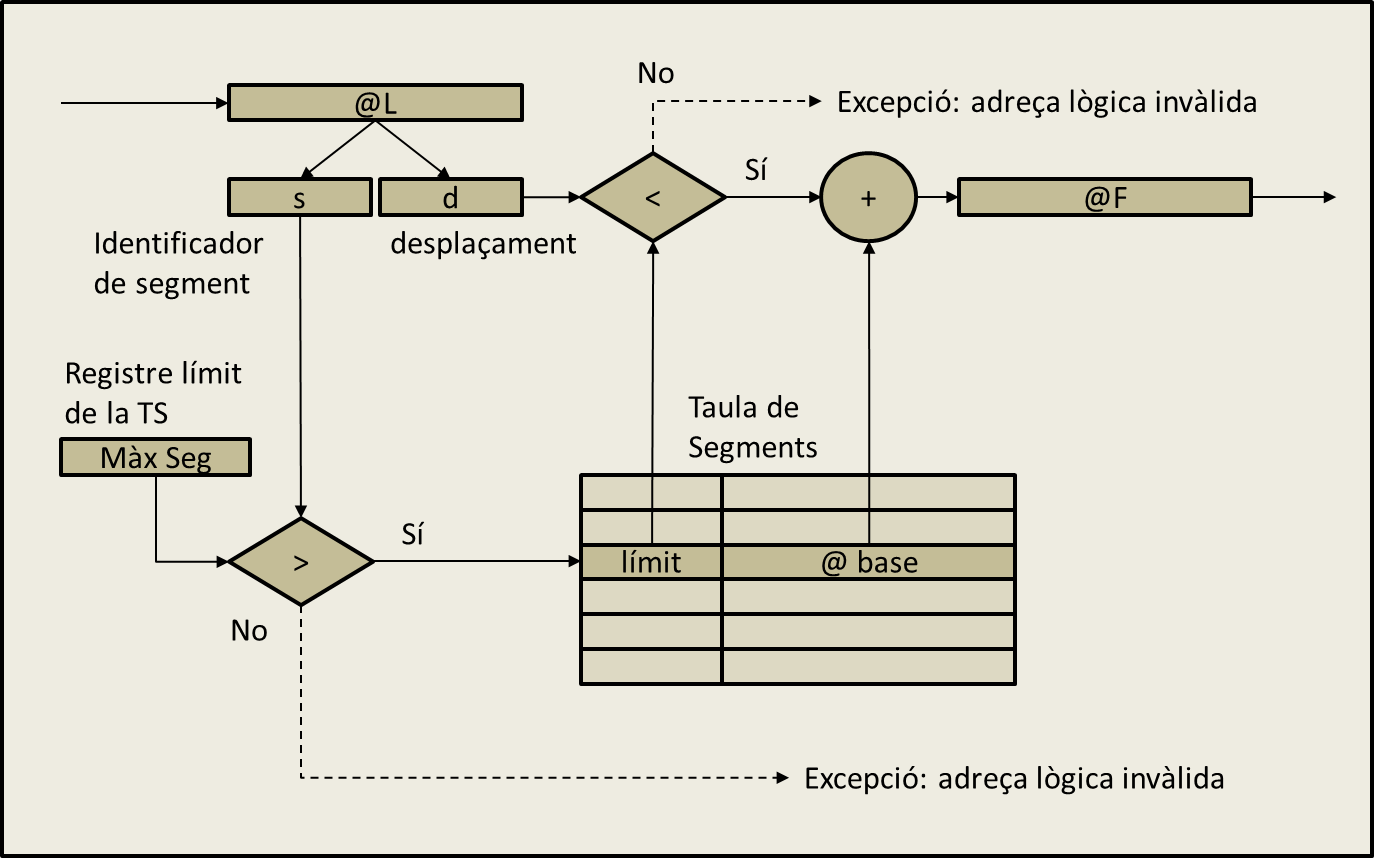 No
@L
Excepció: adreça lògica invàlida
s
d
<
Sí
+
@F
Identificador
de segment
desplaçament
Registre límit
de la TS
Màx Seg
Taula de
Segments
>
Sí
límit
@ base
No
Excepció: adreça lògica invàlida